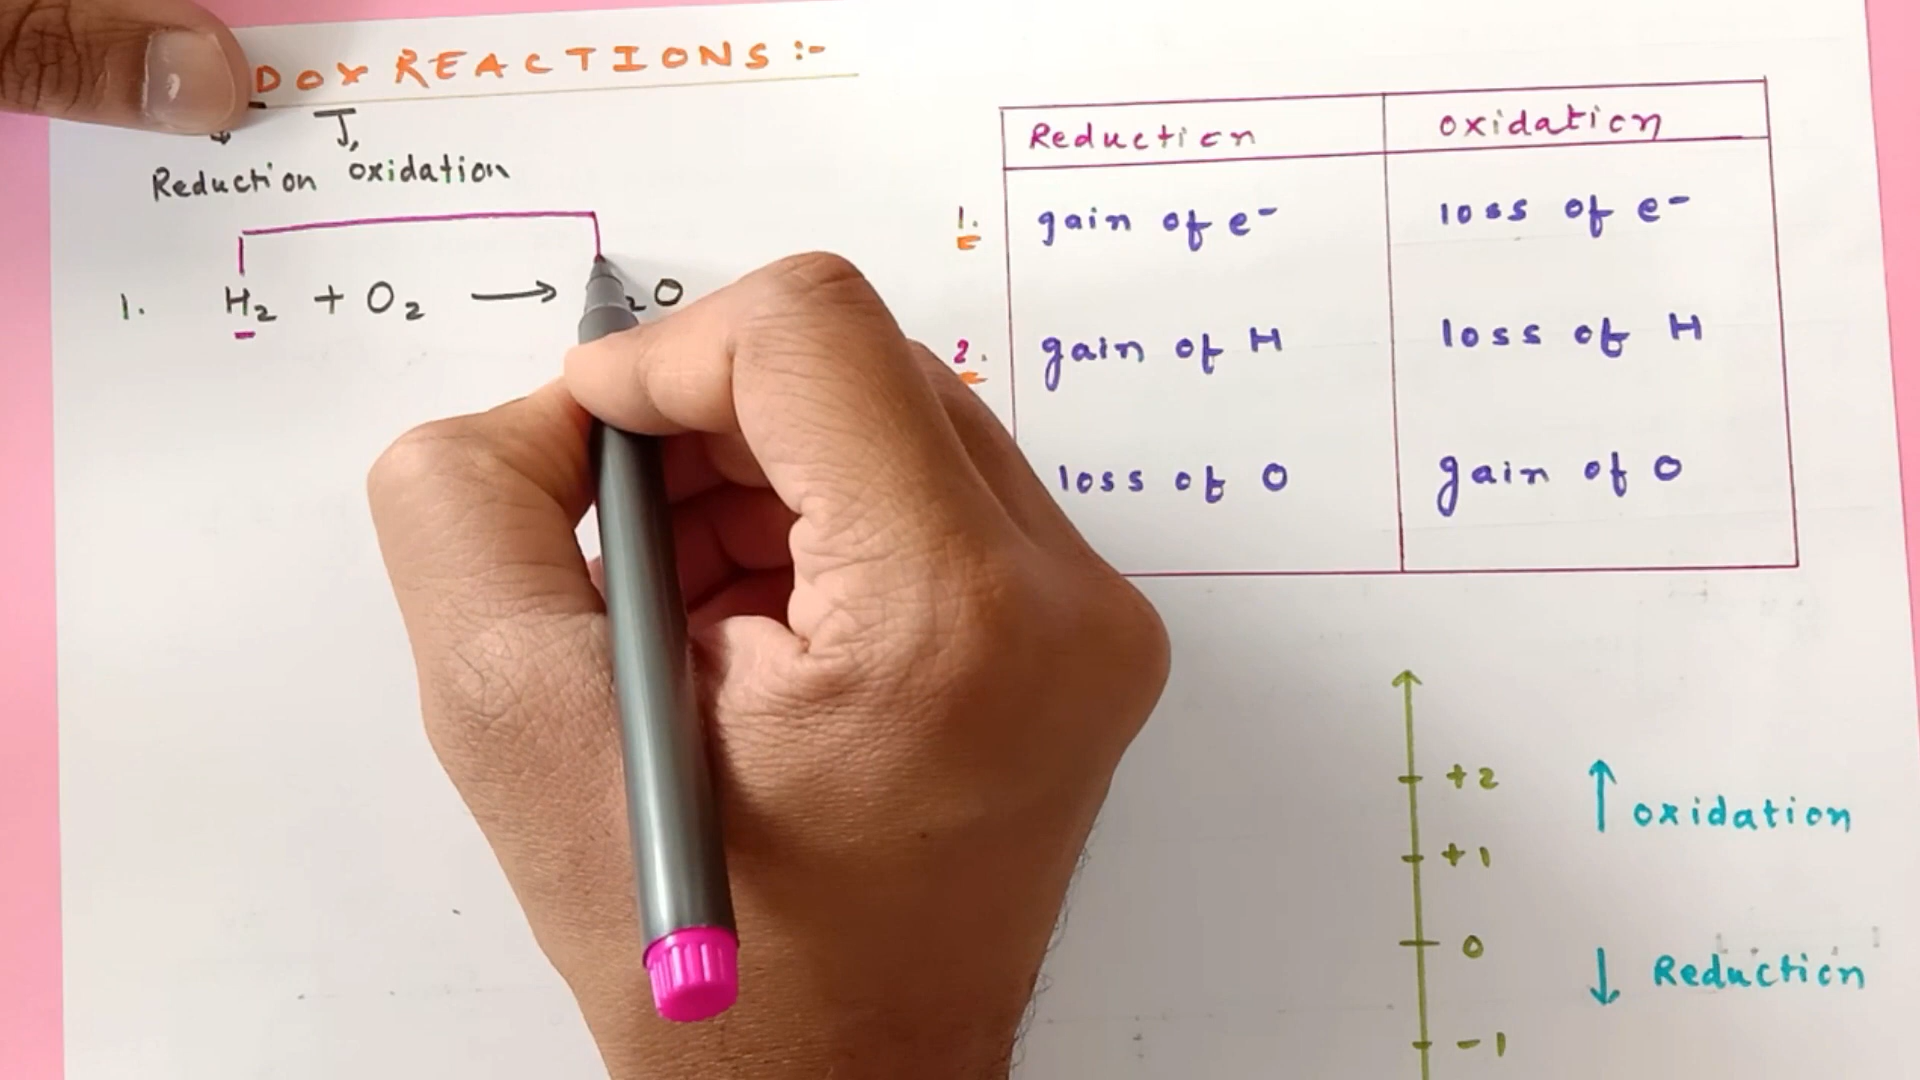 DOX REACTIONS :-
Reduction oxidation
1. H₂ + O₂ → ₂O
Reduction oxidation
1. gain of e⁻ loss of e⁻
2. gain of H loss of H
loss of O gain of O
+2
+1
0
-1
↑ oxidation
↓ Reduction